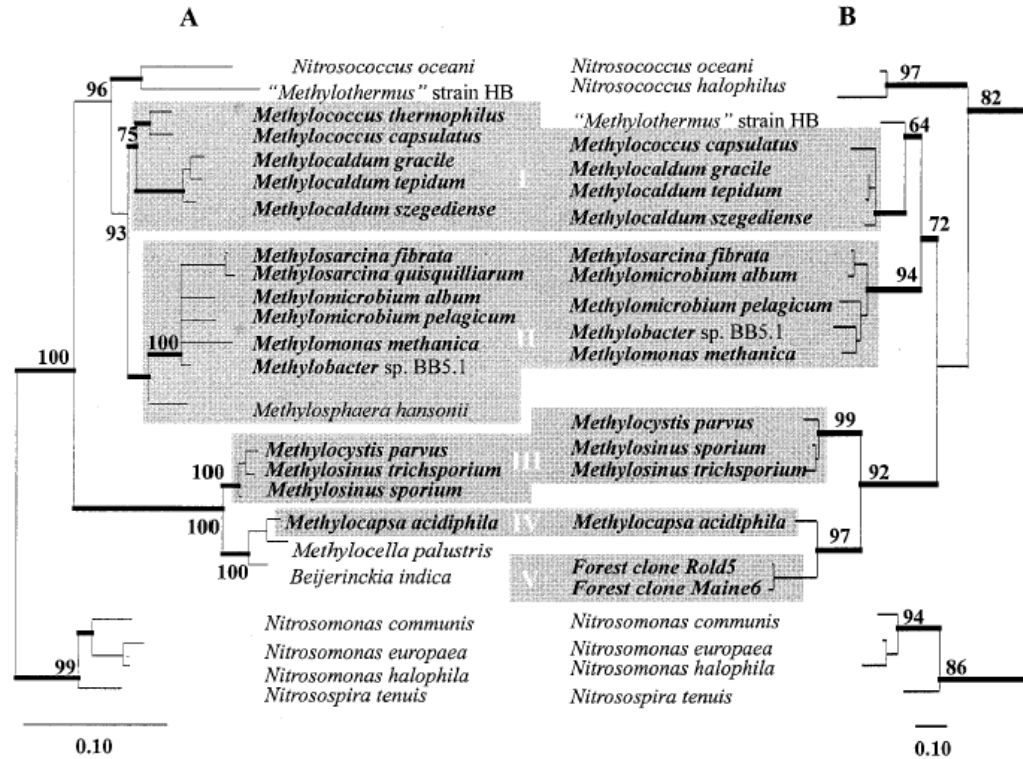 A
B
96
Nitrosococcus oceani
"Methylothermus" strain HB
75
Methylococcus thermophilus
Methylococcus capsulatus
Methylocaldum gracile
Methylocaldum tepidum
Methylocaldum szegediense
93
Methylosarcina fibrata
Methylosarcina quisquilliarum
Methylomicrobium album
Methylomicrobium pelagicum
100
Methylomonas methanica
Methylobacter sp. BB5.1
100
Methylosphaera hansonii
100
Methylocystis parvus
Methylosinus trichsporium
Methylosinus sporium
100
Methylocapsa acidiphila
Methylocella palustris
100
Beijerinckia indica
Nitrosomonas communis
Nitrosomonas europaea
99
Nitrosomonas halophila
Nitrosospira tenuis
0.10
I
II
III
IV
V
Nitrosococcus oceani
97
Nitrosococcus halophilus
82
"Methylothermus" strain HB
64
Methylococcus capsulatus
Methylocaldum gracile
Methylocaldum tepidum
Methylocaldum szegediense
72
Methylosarcina fibrata
Methylomicrobium album
94
Methylomicrobium pelagicum
Methylobacter sp. BB5.1
Methylomonas methanica
Methylocystis parvus
99
Methylosinus sporium
Methylosinus trichsporium
92
Methylocapsa acidiphila
97
Forest clone Rold5
Forest clone Maine6
Nitrosomonas communis
94
Nitrosomonas europaea
Nitrosomonas halophila
86
Nitrosospira tenuis
0.10